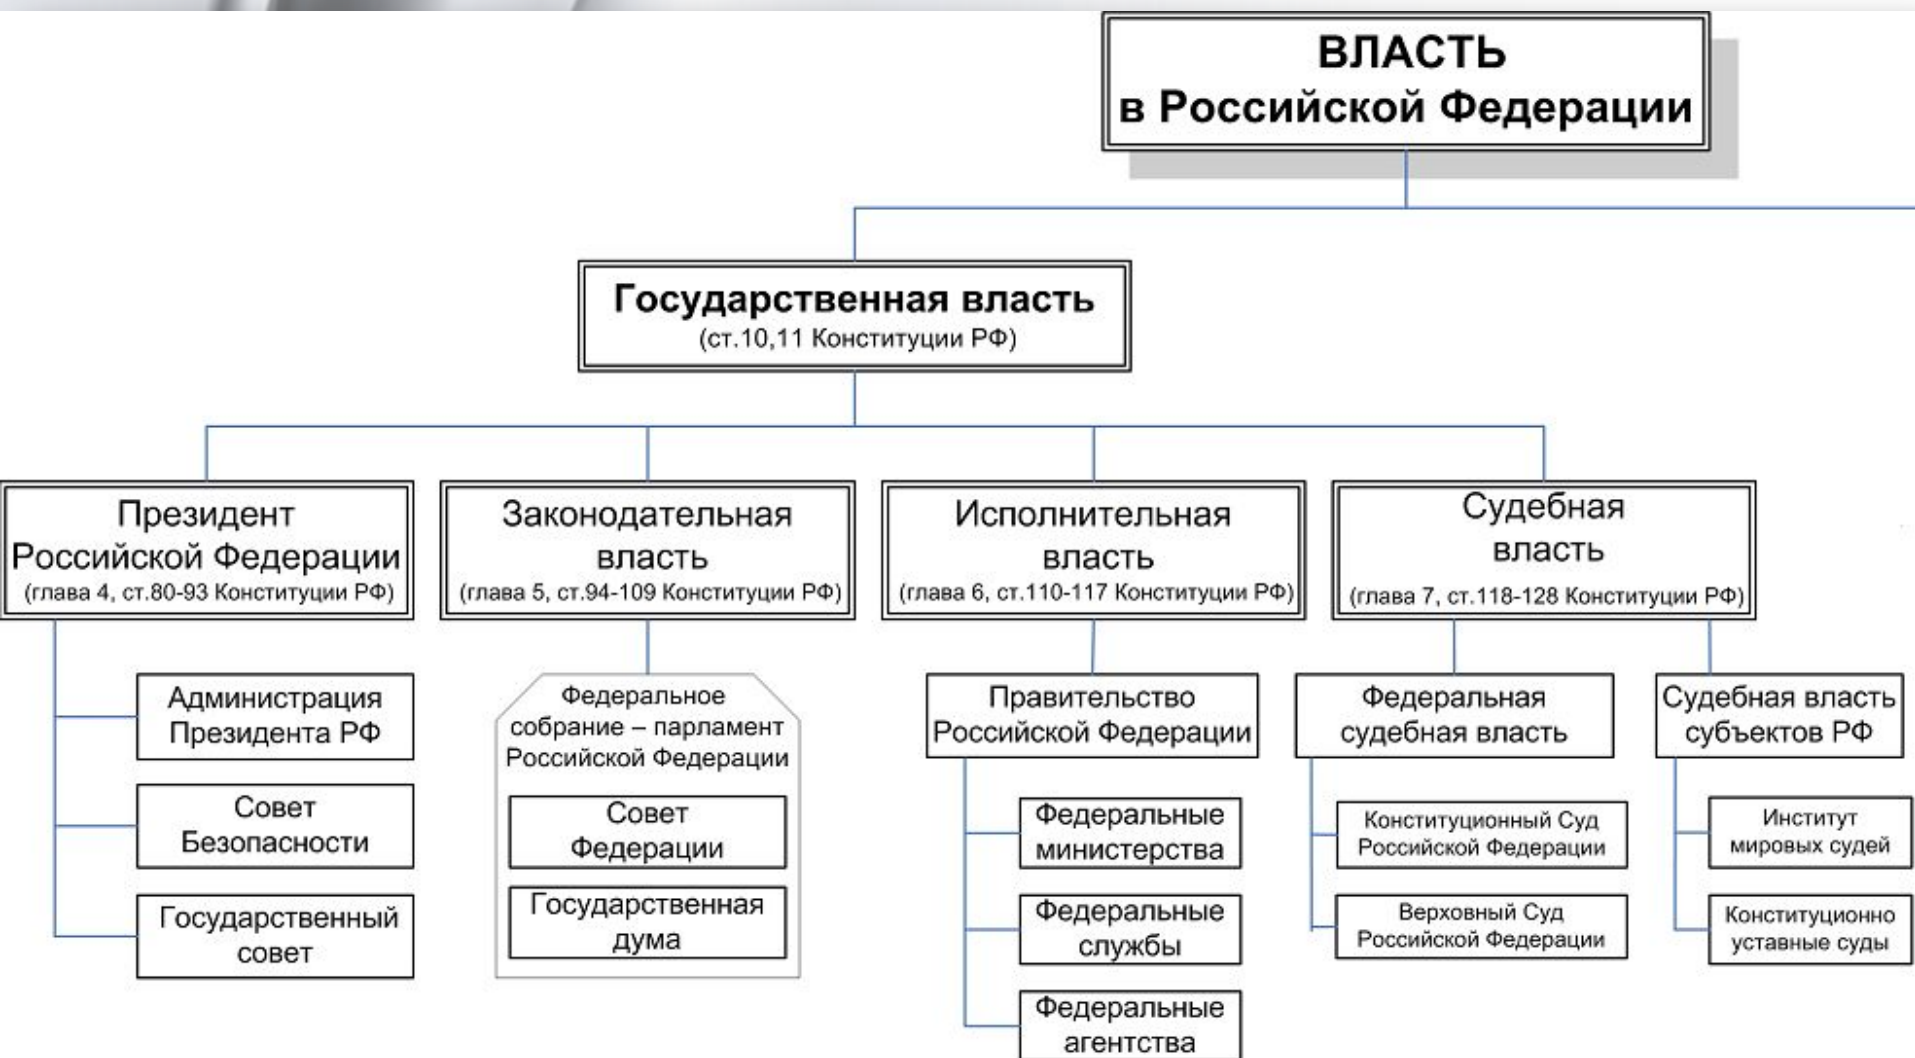 ВЛАСТЬ
в Российской Федерации
Государственная власть
(ст.10,11 Конституции РФ)
Президент
Российской Федерации
(глава 4, ст.80-93 Конституции РФ)
Законодательная
власть
(глава 5, ст.94-109 Конституции РФ)
Исполнительная
власть
(глава 6, ст.110-117 Конституции РФ)
Судебная
власть
(глава 7, ст.118-128 Конституции РФ)
Администрация
Президента РФ
Совет
Безопасности
Государственный
совет
Федеральное
собрание – парламент
Российской Федерации
Совет
Федерации
Государственная
дума
Правительство
Российской Федерации
Федеральные
министерства
Федеральные
службы
Федеральные
агентства
Федеральная
судебная власть
Конституционный Суд
Российской Федерации
Верховный Суд
Российской Федерации
Судебная власть
субъектов РФ
Институт
мировых судей
Конституционно
уставные суды